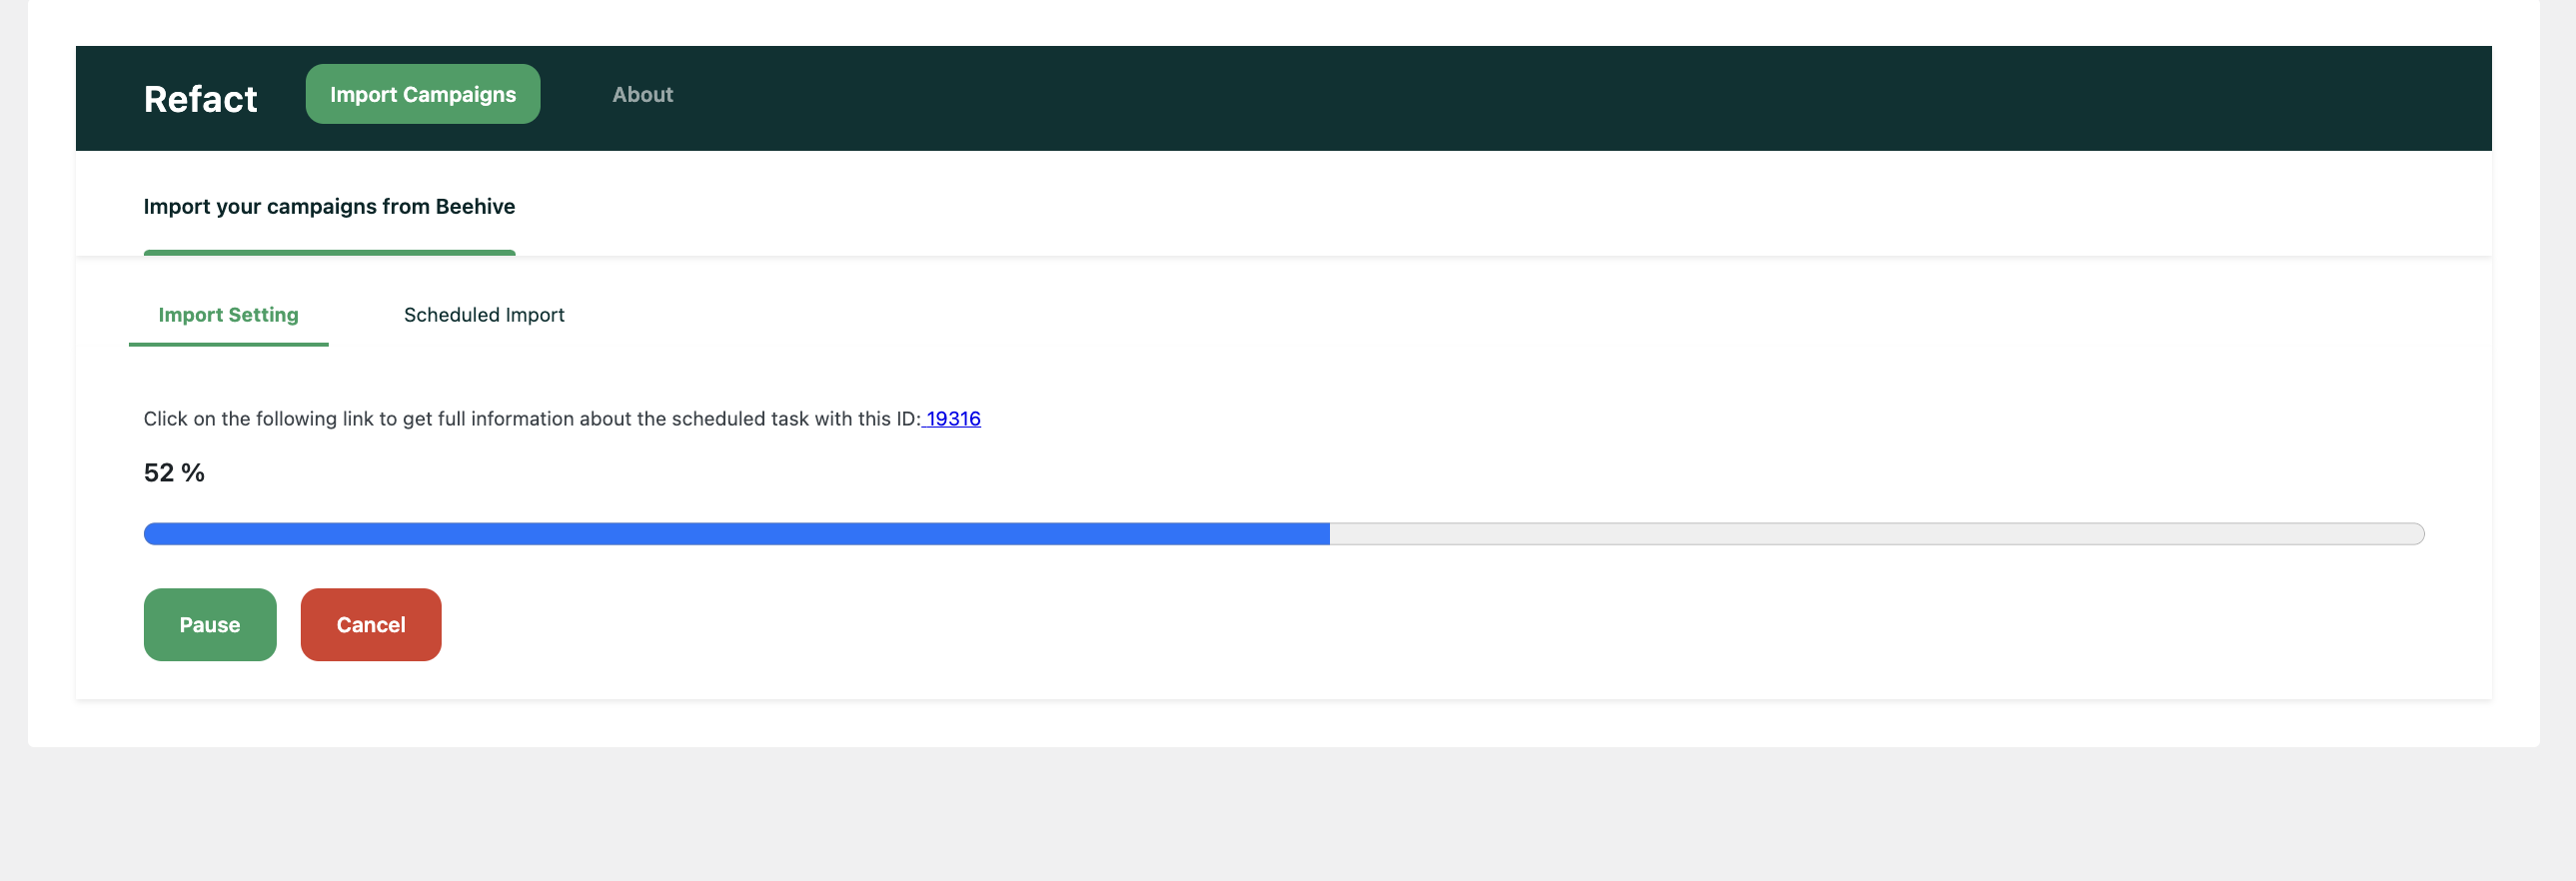 Refact
Import Campaigns
About
Import your campaigns from Beehive
Import Setting
Scheduled Import
Click on the following link to get full information about the scheduled task with this ID: 19316
52 %
Pause
Cancel